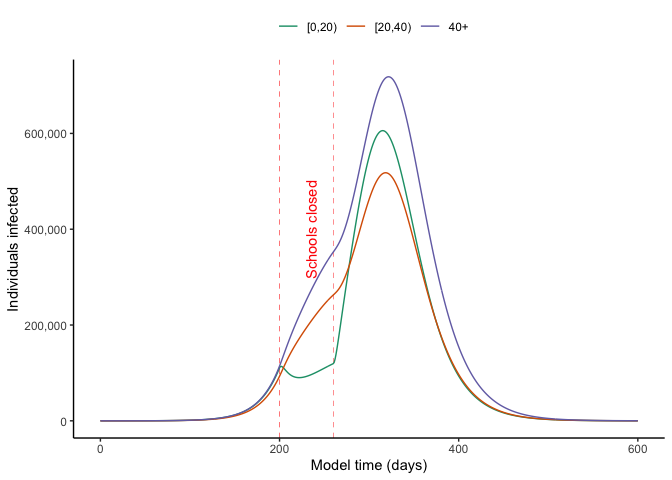 [0,20) [20,40) 40+
600,000
400,000
200,000
0
Individuals infected
Schools closed
0 200 400 600
Model time (days)